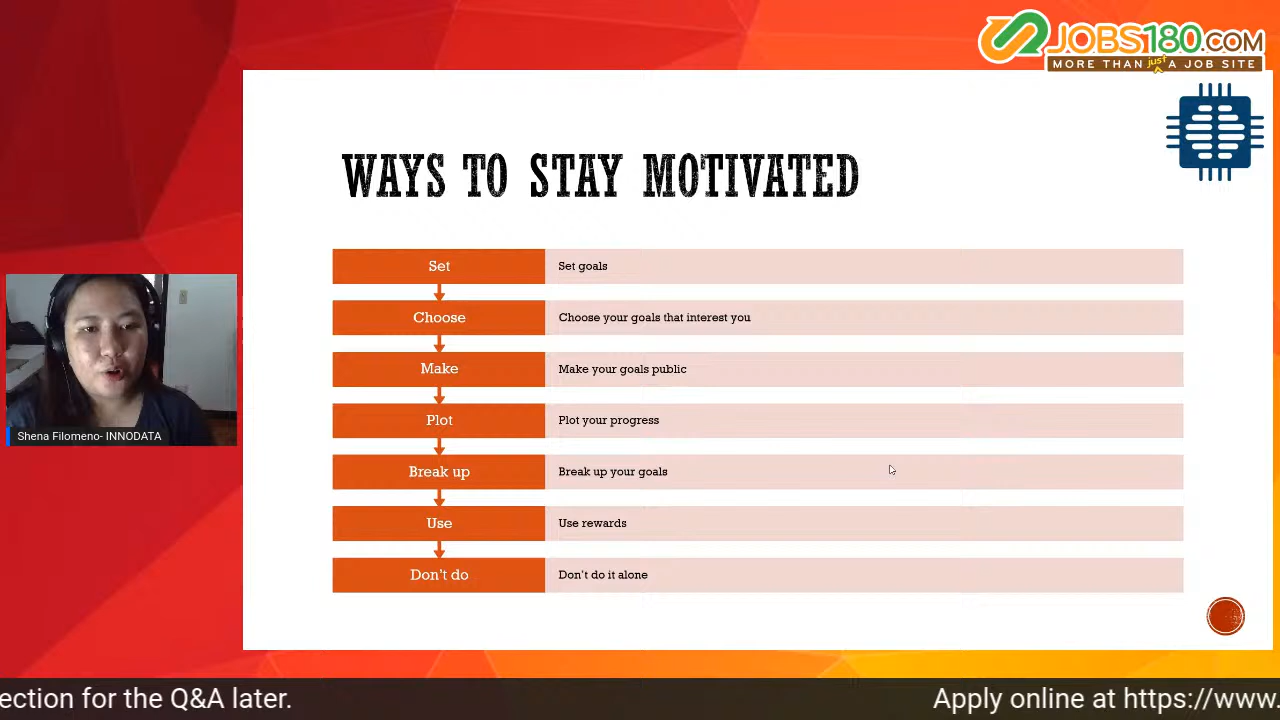 JOBS180.COM
MORE THAN just A JOB SITE
WAYS TO STAY MOTIVATED
Set
Set goals
Choose
Choose your goals that interest you
Make
Make your goals public
Plot
Plot your progress
Break up
Break up your goals
Use
Use rewards
Don't do
Don't do it alone
Shena Filomeno- INNODATA
ection for the Q&A later.
Apply online at https://www.